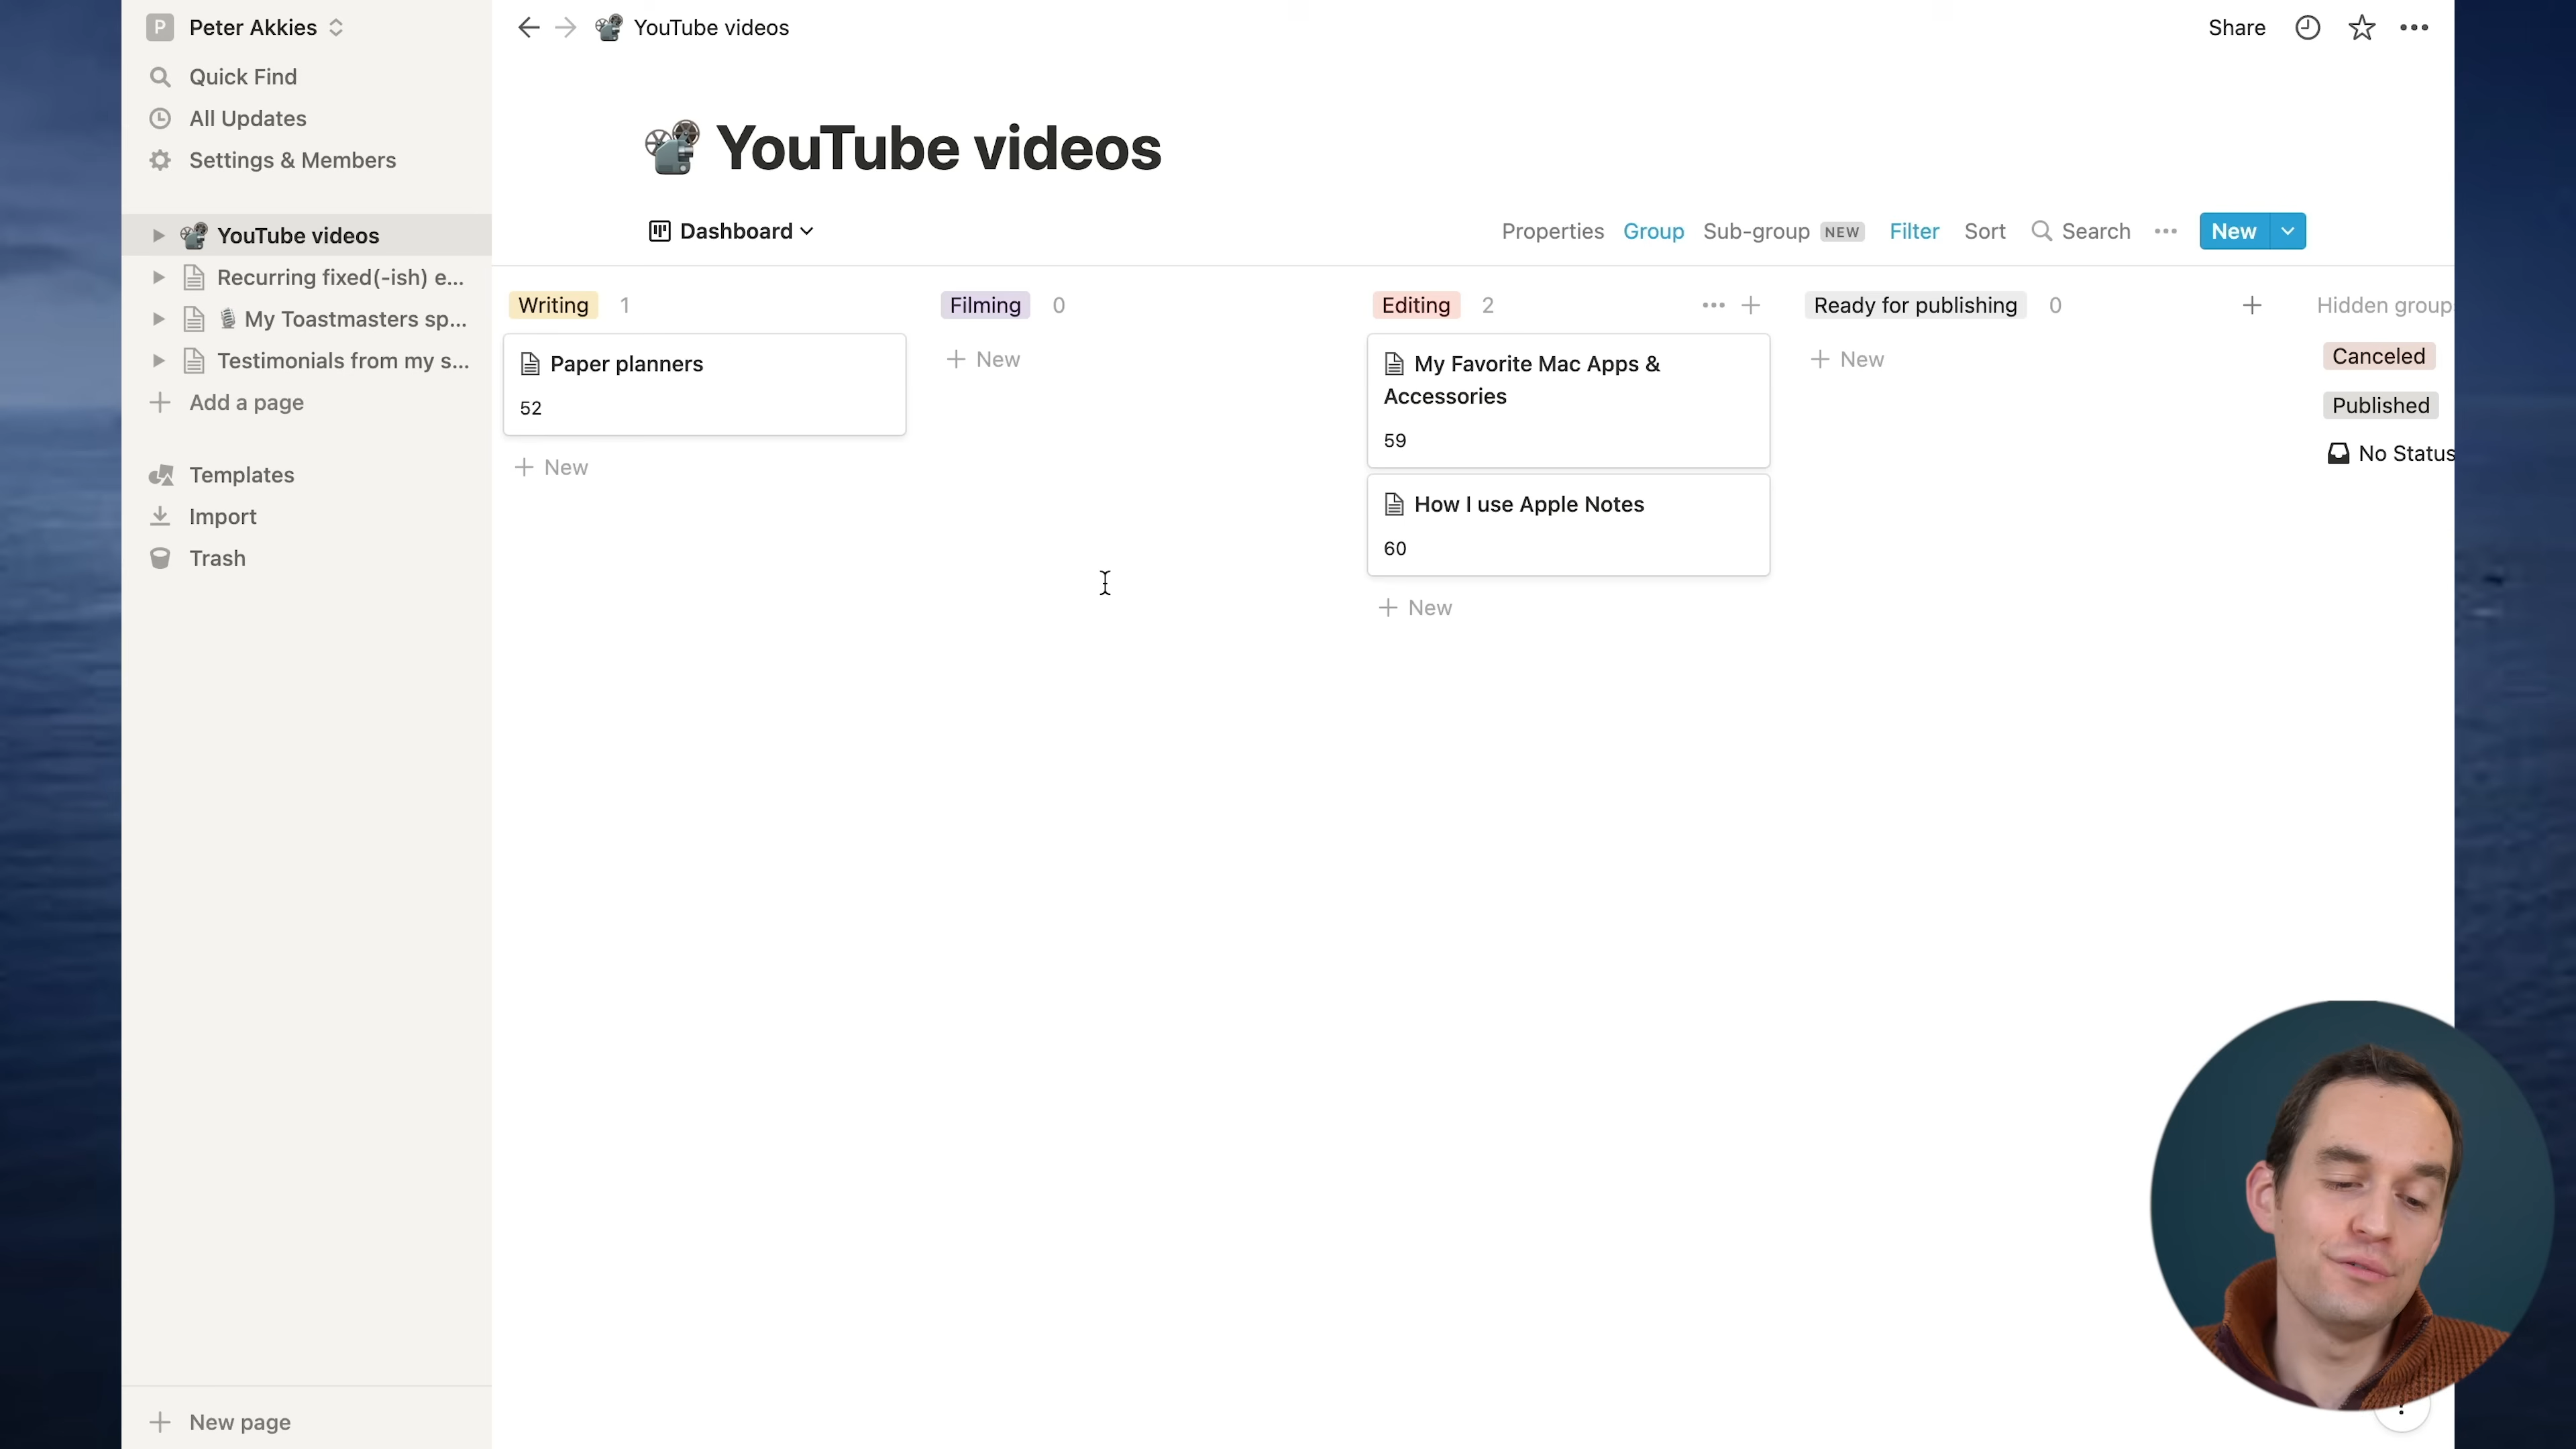 P Peter Akkies
Quick Find
All Updates
Settings & Members
YouTube videos
Recurring fixed(-ish) e...
My Toastmasters sp...
Testimonials from my s...
Add a page
Templates
Import
Trash
New page
YouTube videos
Share
YouTube videos
Dashboard
Properties Group Sub-group NEW Filter Sort Search New
Writing 1
Paper planners
52
New
Filming 0
New
Editing 2
My Favorite Mac Apps &
Accessories
59
How I use Apple Notes
60
New
Ready for publishing 0
New
Hidden group
Canceled
Published
No Status